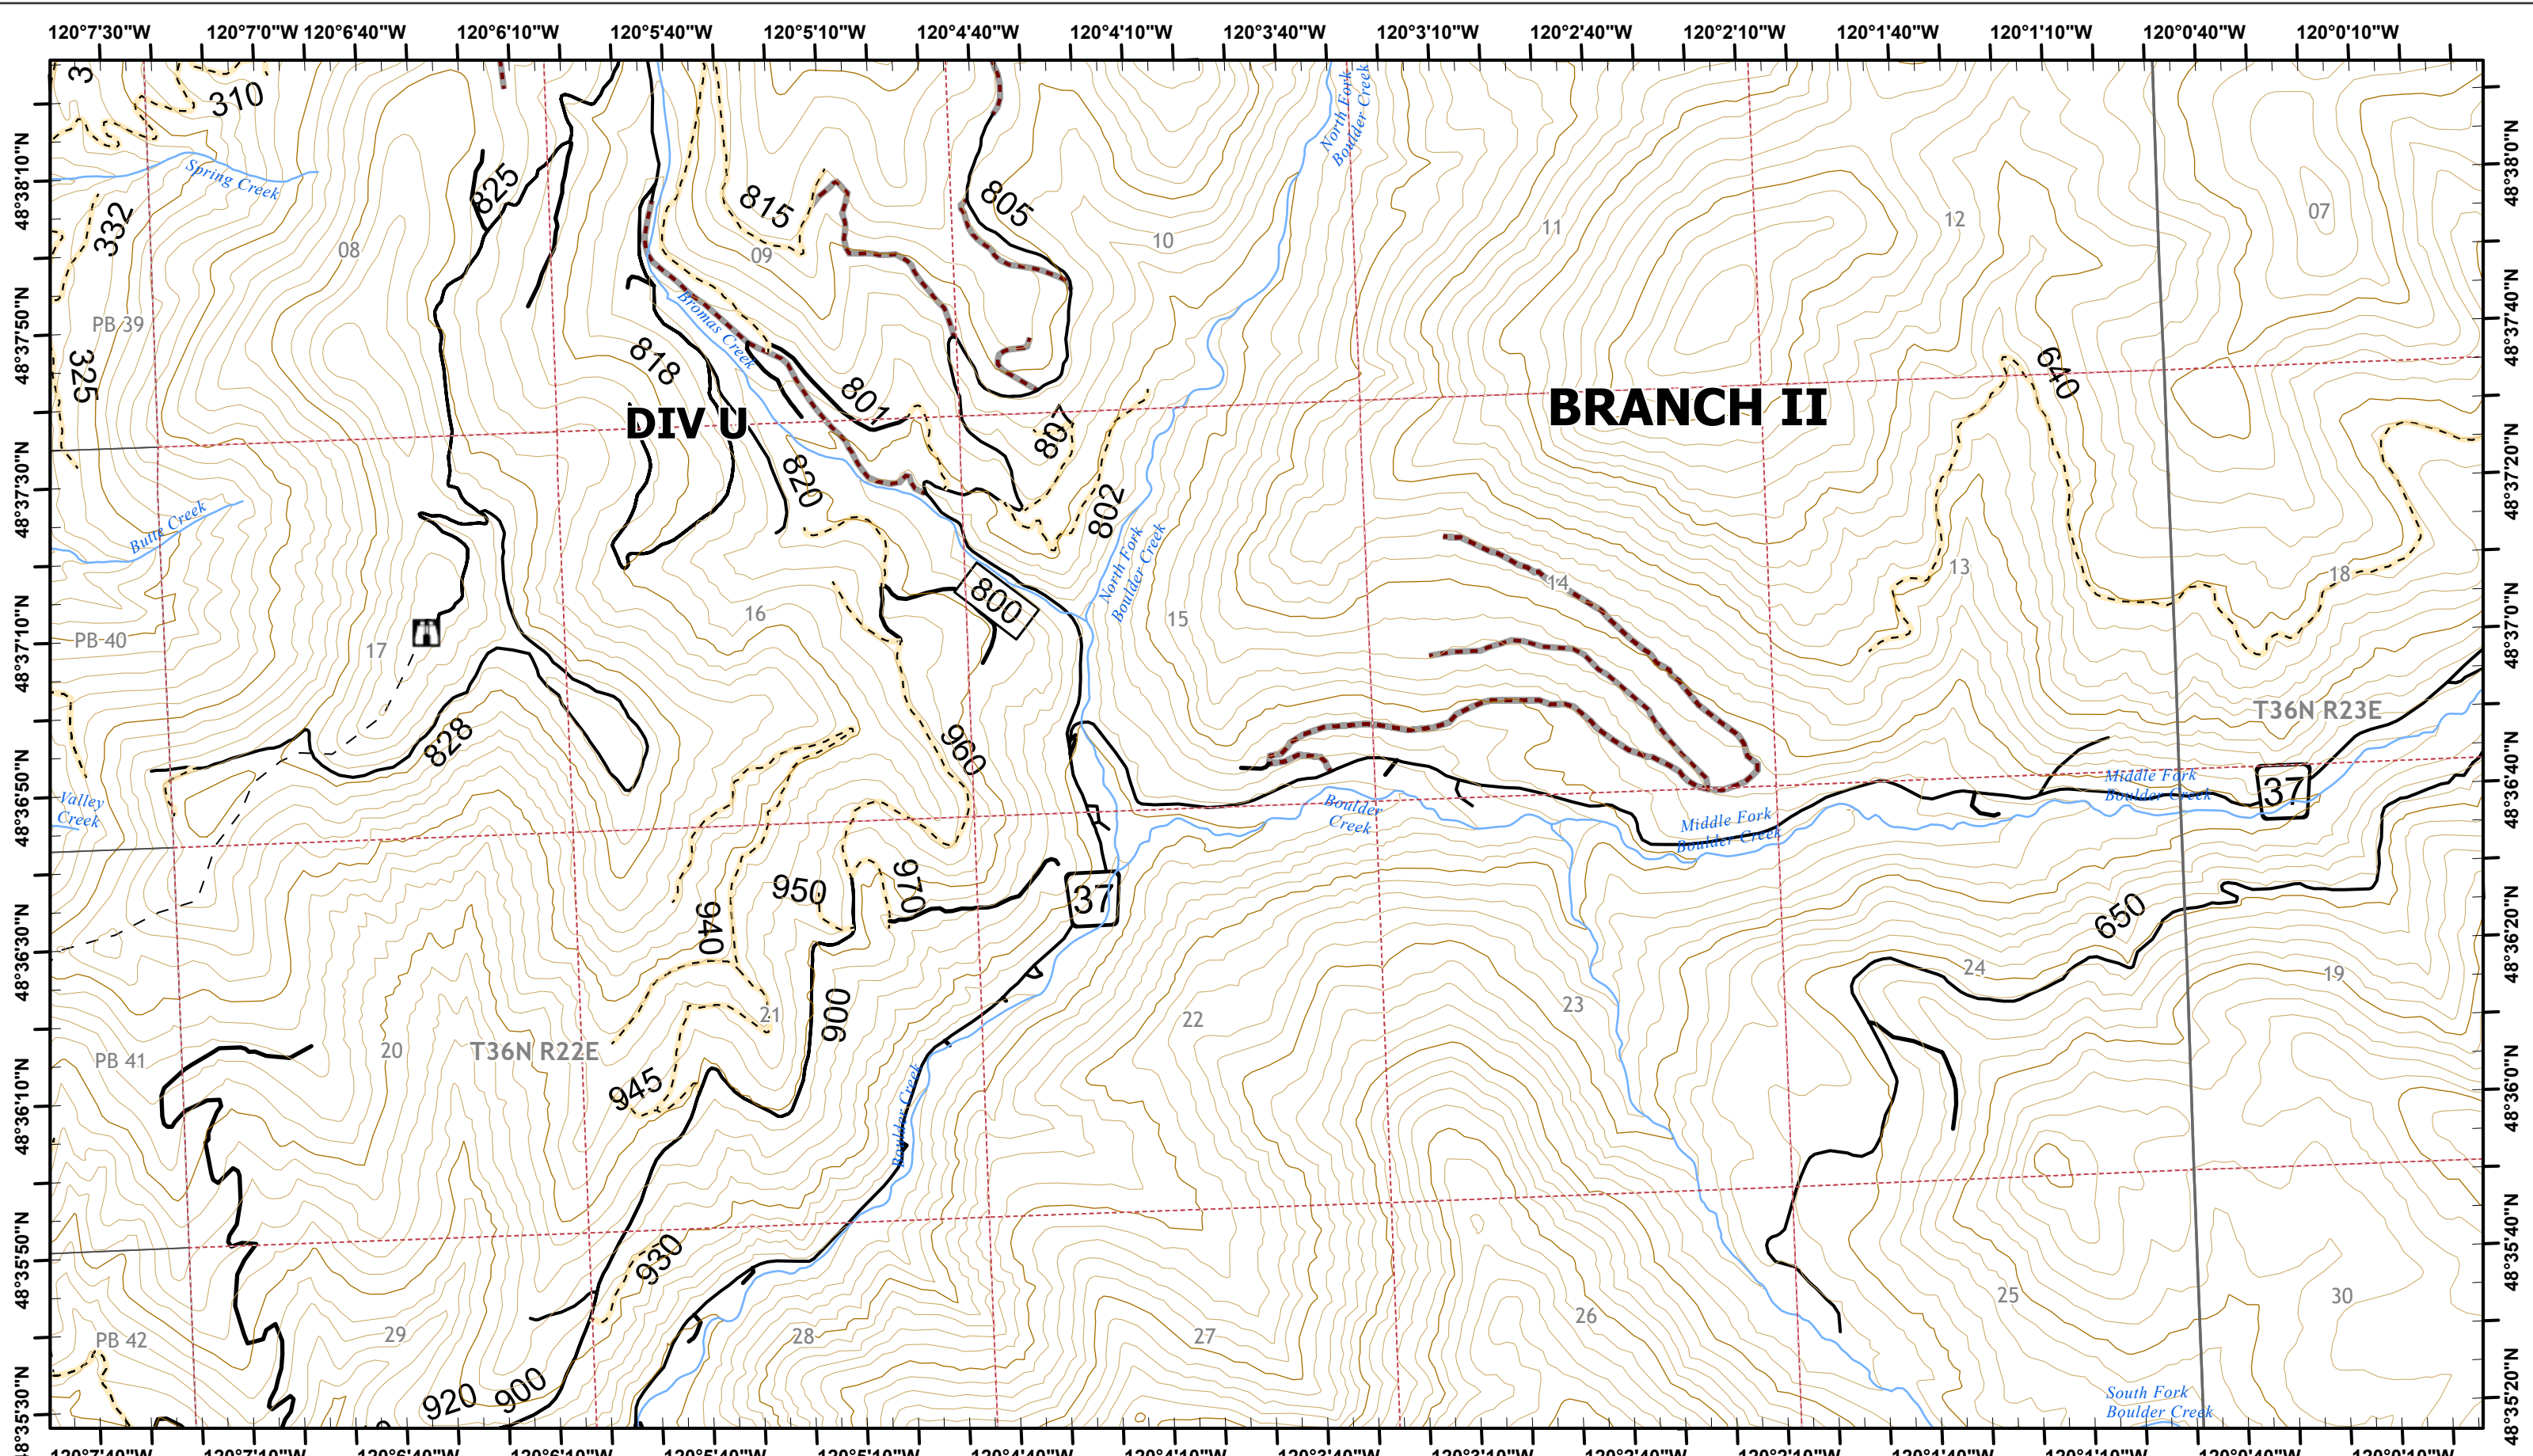 120°7'30"W 120°7'0"W 120°6'40"W 120°6'10"W 120°5'40"W 120°5'10"W 120°4'40"W 120°4'10"W 120°3'40"W 120°3'10"W 120°2'40"W 120°2'10"W 120°1'40"W 120°1'10"W 120°0'40"W 120°0'10"W
48°38'10"N
48°37'50"N
48°37'30"N
48°37'10"N
48°36'50"N
48°36'30"N
48°36'10"N
48°35'50"N
48°35'30"N
48°38'0"N
48°37'40"N
48°37'20"N
48°37'0"N
48°36'40"N
48°36'20"N
48°36'0"N
48°35'40"N
48°35'20"N
3
310
Spring Creek
332
08
825
815
09
805
10
North Fork
Boulder Creek
11
12
07
PB 39
325
818
Bromas Creek
801
DIV U
807
BRANCH II
640
820
802
Butte Creek
North Fork
Boulder Creek
800
14
13
18
16
15
PB 40
17
828
960
T36N R23E
Valley
Creek
Boulder
Creek
Middle Fork
Boulder Creek
Middle Fork
Boulder Creek
37
950
970
37
940
650
900
24
19
21
22
23
PB 41
20
T36N R22E
945
Boulder Creek
930
25
30
PB 42
29
28
27
26
920
900
South Fork
Boulder Creek